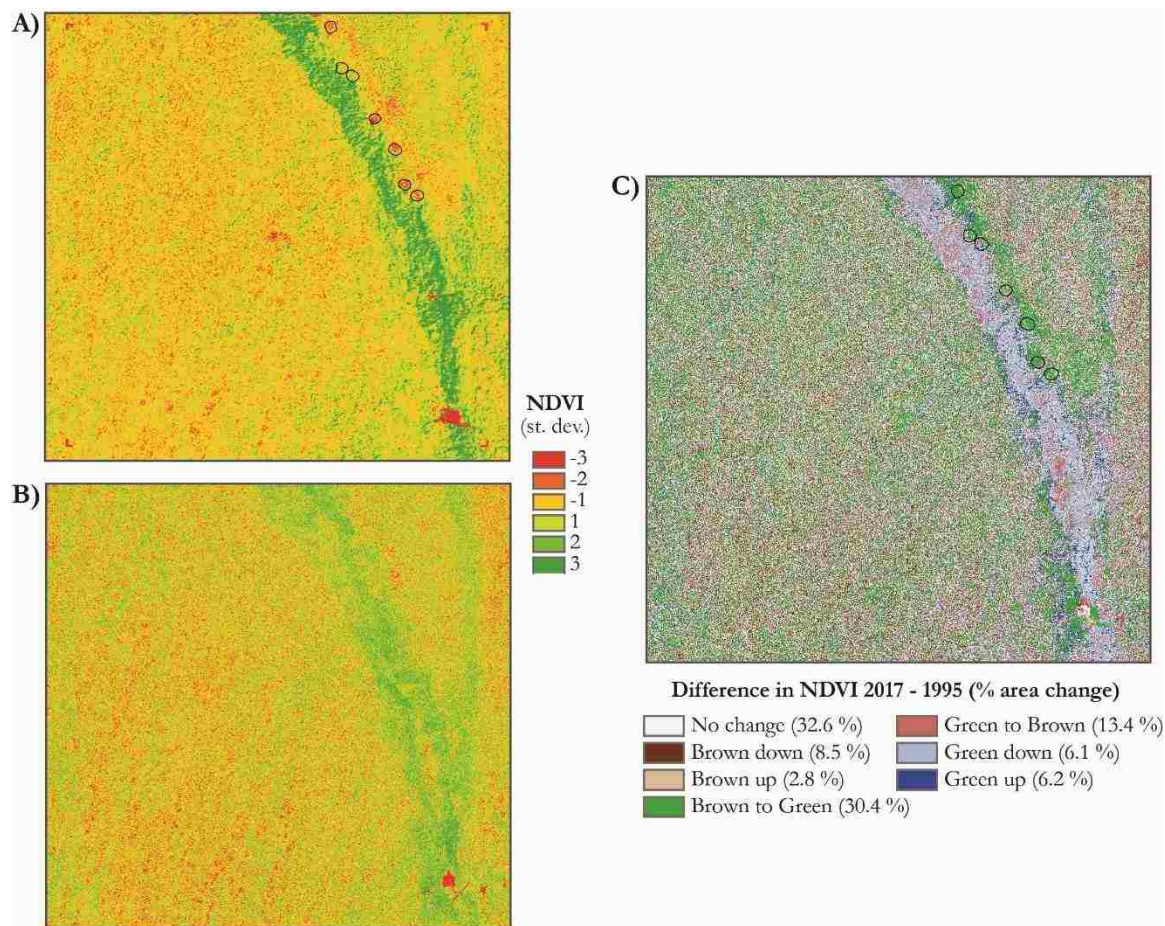 A)
B)
C)
NDVI
(st. dev.)
-3
-2
-1
1
2
3
Difference in NDVI 2017 - 1995 (% area change)
No change (32.6 %)
Brown down (8.5 %)
Brown up (2.8 %)
Brown to Green (30.4 %)
Green to Brown (13.4 %)
Green down (6.1 %)
Green up (6.2 %)